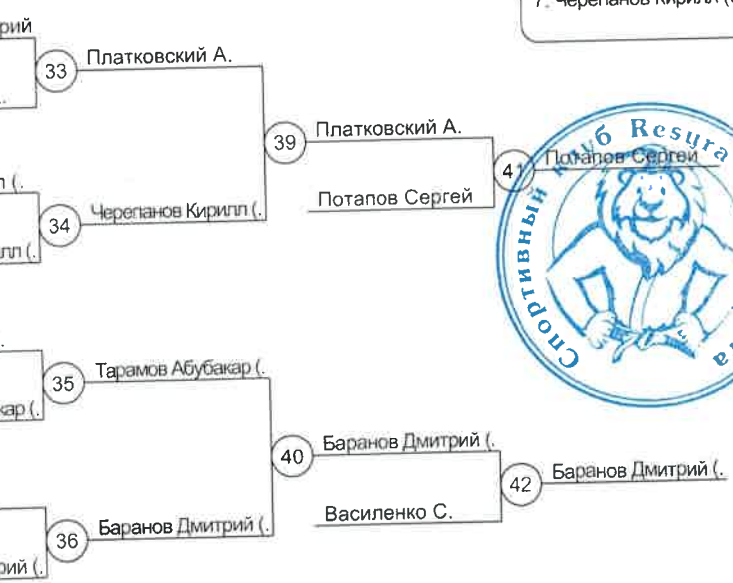 7. Черепанов Кирилл (
рий
33
Платковский А.
39
Платковский А.
41
Потапов Сергей
Потапов Сергей
л (.
34
Черепанов Кирилл (.
лл (.
35
Тарамов Абубакар (.
кар (.
40
Баранов Дмитрий (.
42
Баранов Дмитрий (.
Василенко С.
36
Баранов Дмитрий (.
рий (.
Спортивный клуб Resura